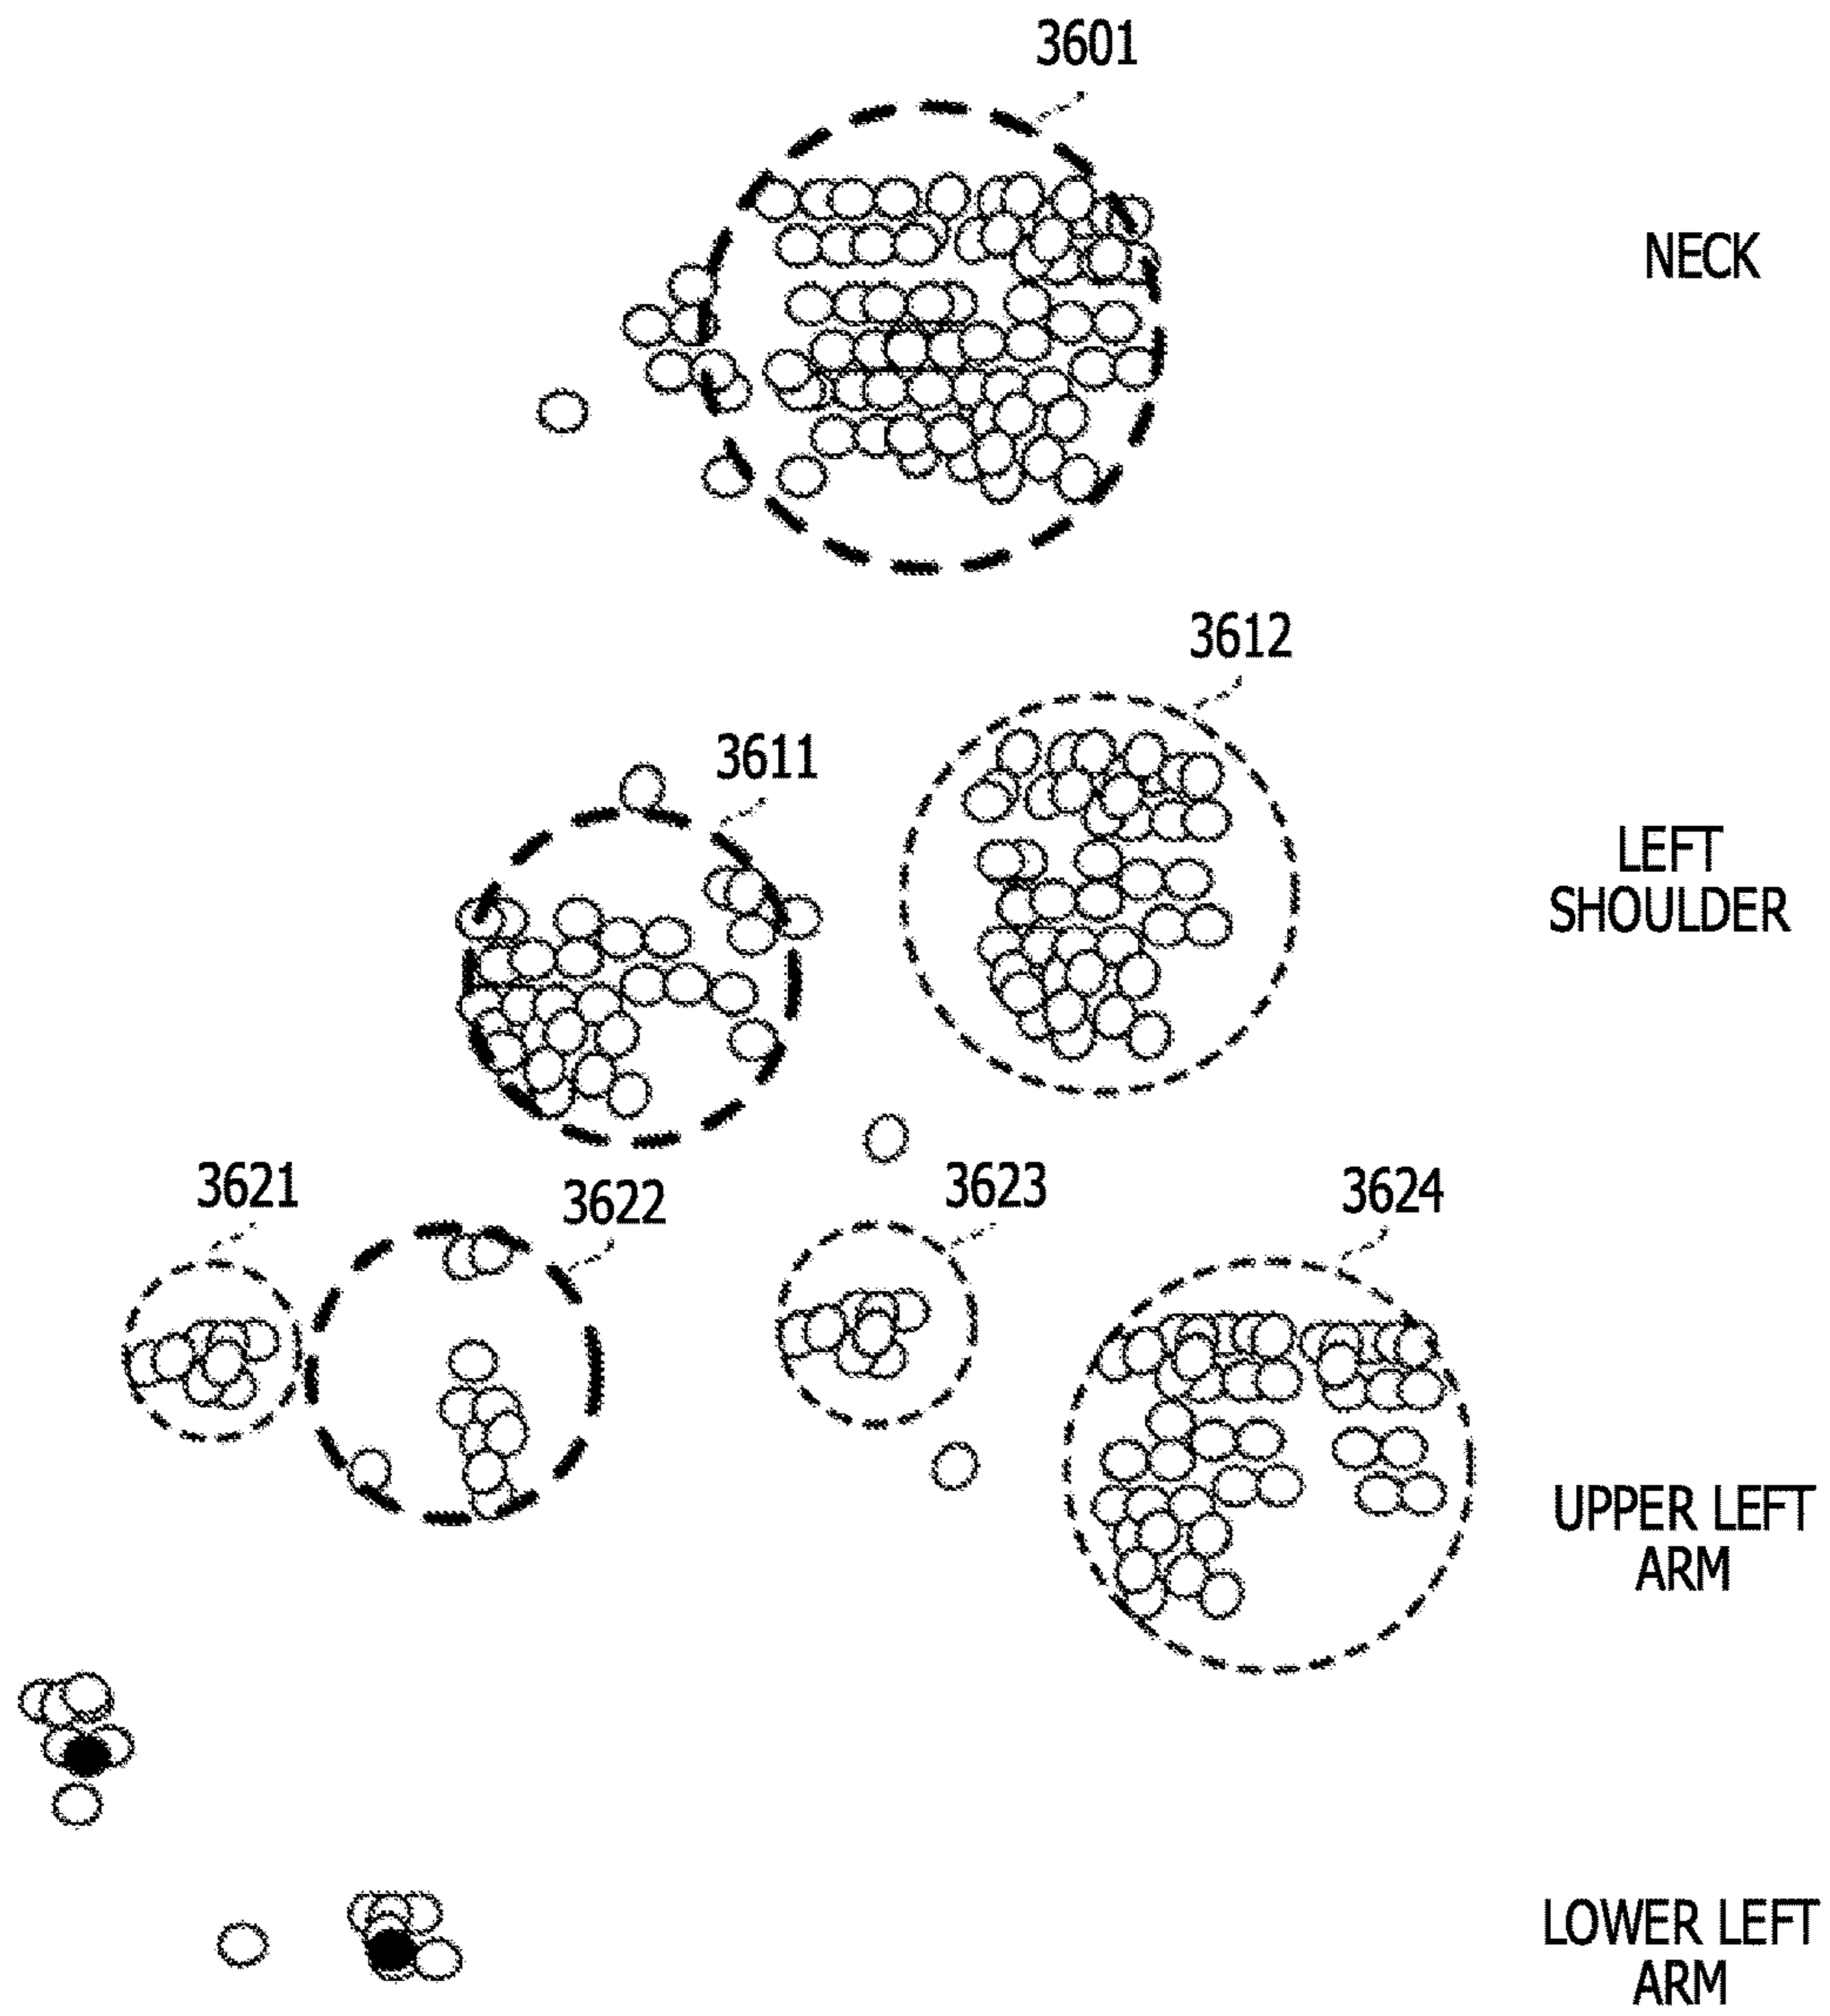 3601
NECK
3612
3611
LEFT
SHOULDER
3621
3622
3623
3624
UPPER LEFT
ARM
LOWER LEFT
ARM